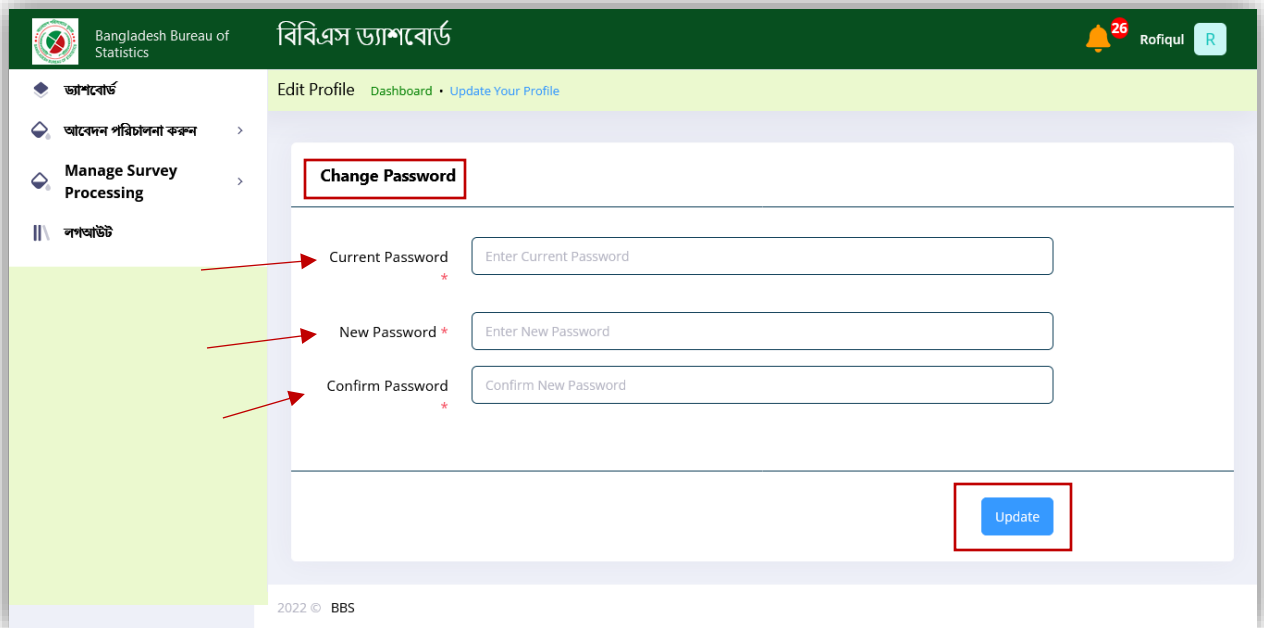 Bangladesh Bureau of
Statistics
বিবিএস ড্যাশবোর্ড
26
Rofiqul
R
ড্যাশবোর্ড
আবেদন পরিচালনা করুন
Manage Survey
Processing
লগআউট
Edit Profile Dashboard • Update Your Profile
Change Password
Current Password
*
Enter Current Password
New Password *
Enter New Password
Confirm Password
*
Confirm New Password
Update
2022 © BBS